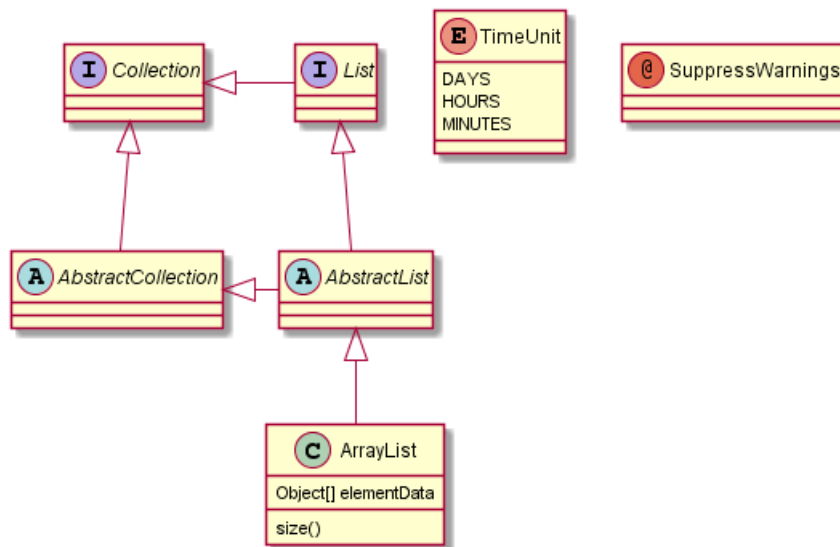 I Collection
I List
E TimeUnit
DAYS
HOURS
MINUTES
@ SuppressWarnings
A AbstractCollection
A AbstractList
C ArrayList
Object[] elementData
size()